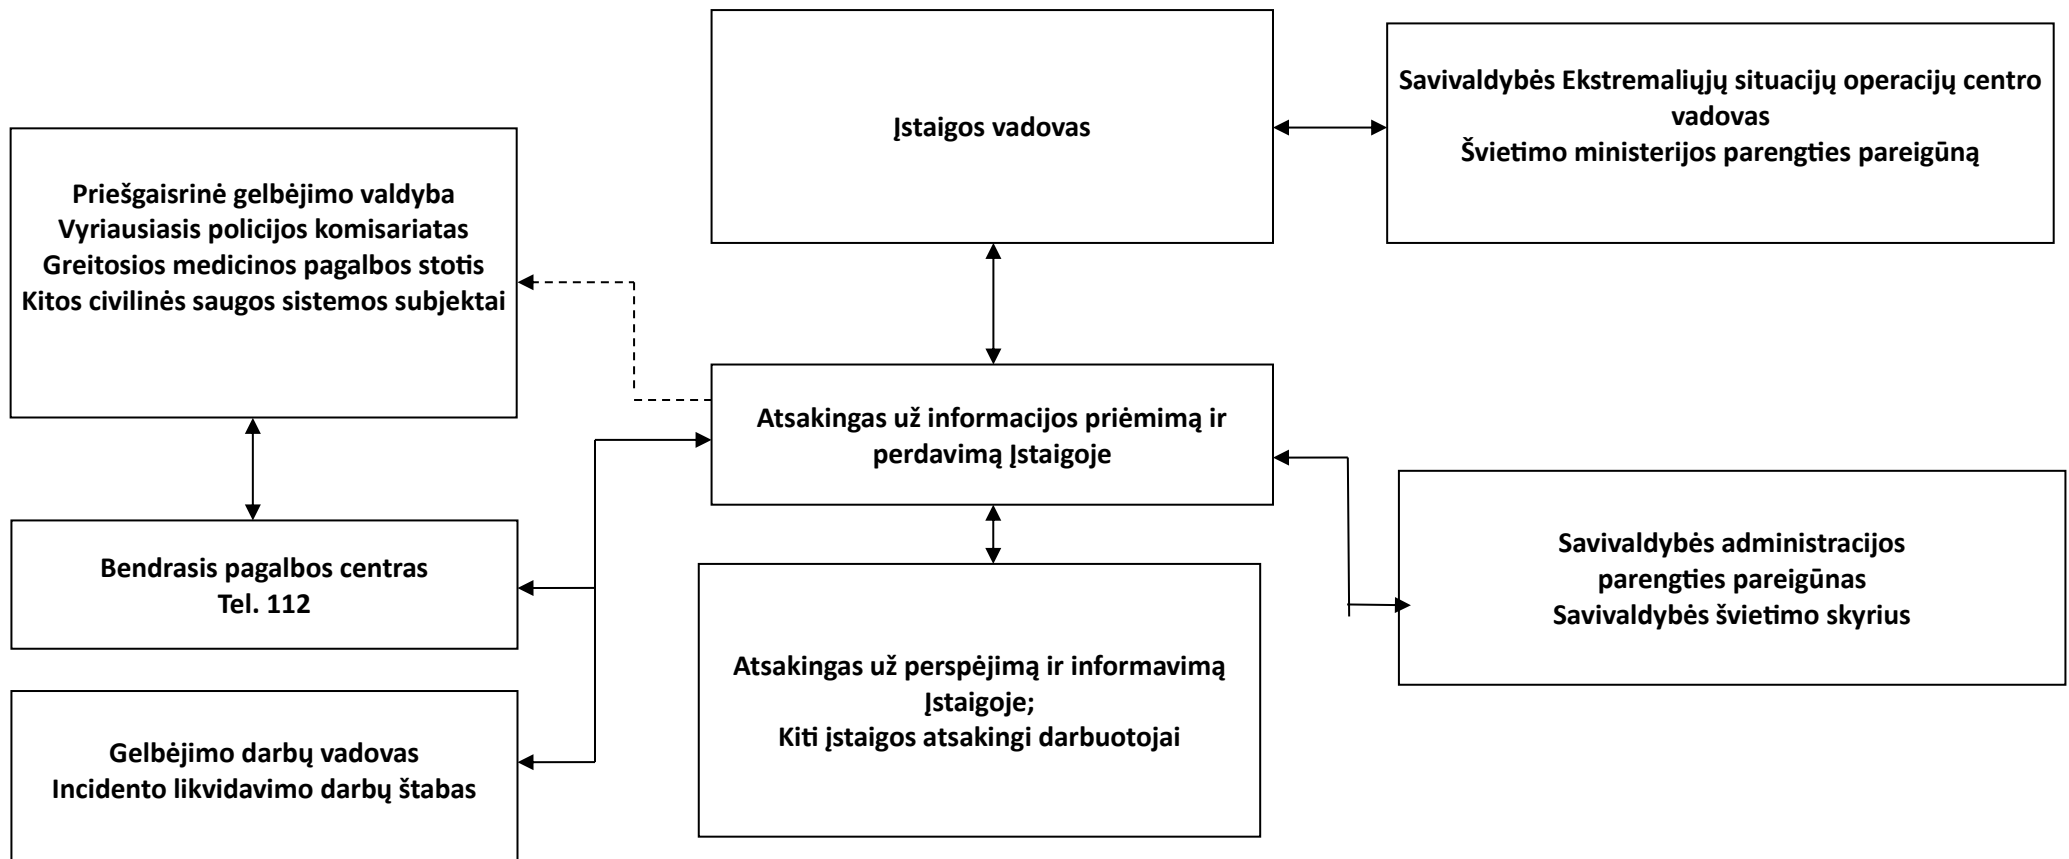 Įstaigos vadovas
Savivaldybės Ekstremaliųjų situacijų operacijų centro
vadovas
Švietimo ministerijos parengties pareigūną
Priešgaisrinė gelbėjimo valdyba
Vyriausiasis policijos komisariatas
Greitosios medicinos pagalbos stotis
Kitos civilinės saugos sistemos subjektai
Atsakingas už informacijos priėmimą ir
perdavimą Įstaigoje
Bendrasis pagalbos centras
Tel. 112
Savivaldybės administracijos
parengties pareigūnas
Savivaldybės švietimo skyrius
Atsakingas už perspėjimą ir informavimą
Įstaigoje;
Kiti įstaigos atsakingi darbuotojai
Gelbėjimo darbų vadovas
Incidento likvidavimo darbų štabas